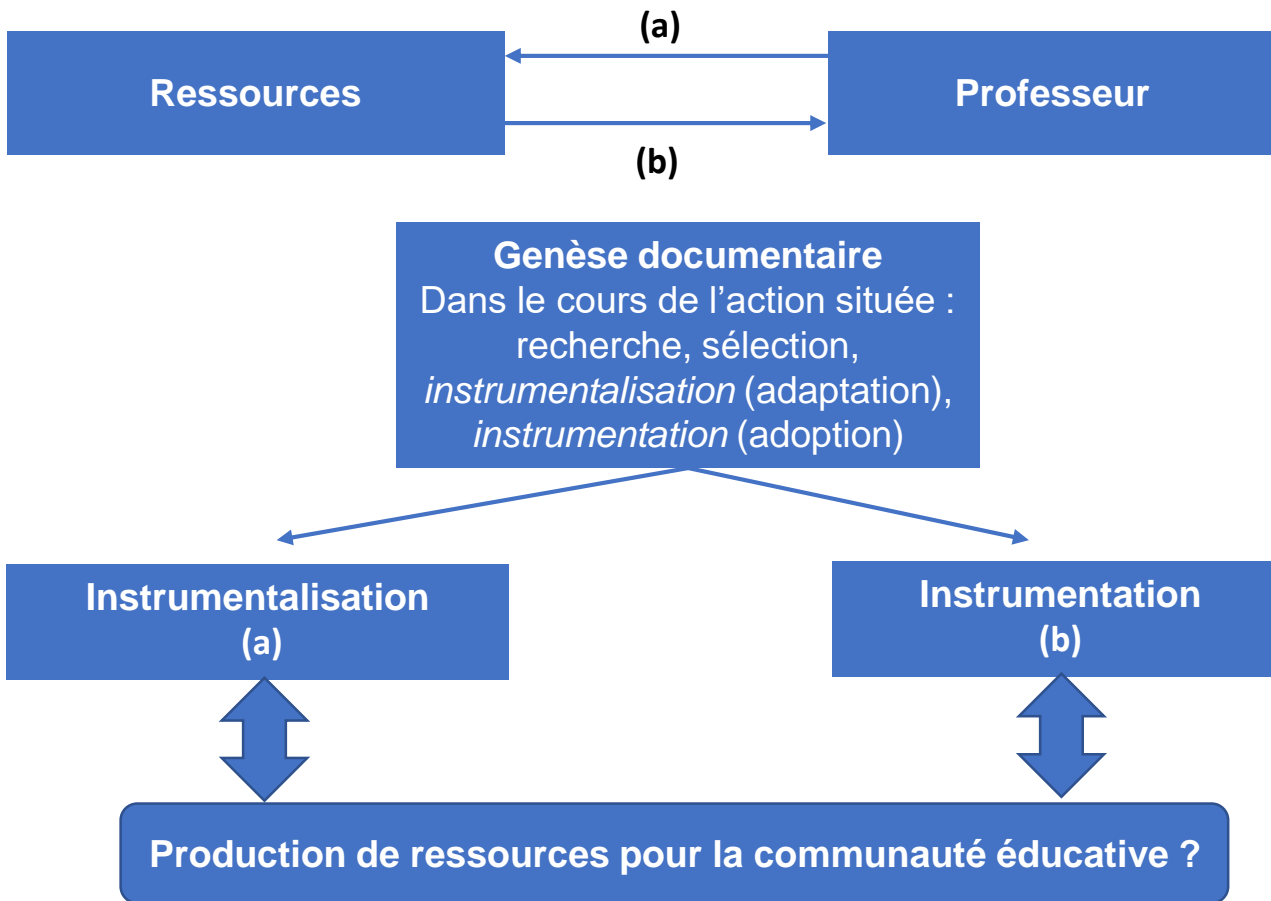 (a)
Ressources
Professeur
(b)
Genèse documentaire
Dans le cours de l’action située :
recherche, sélection,
instrumentalisation (adaptation),
instrumentation (adoption)
Instrumentalisation
(a)
Instrumentation
(b)
Production de ressources pour la communauté éducative ?